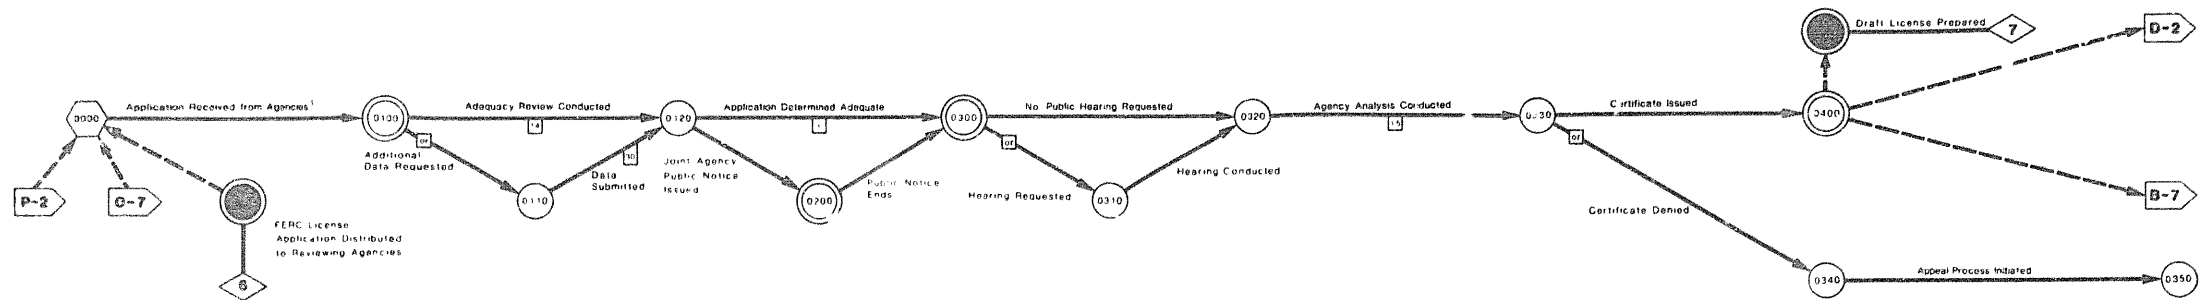 Draft License Prepared
7
D-2
Application Received from Agencies¹
Adequacy Review Conducted
Application Determined Adequate
No Public Hearing Requested
Agency Analysis Conducted
Certificate Issued
0000
0100
0120
0300
0320
0330
0400
14
1
15
or
or
or
Additional
Data Requested
30
Data
Submitted
Joint Agency
Public Notice
Issued
Public Notice
Ends
Hearing Requested
Hearing Conducted
P-2
0110
0200
0310
B-7
Certificate Denied
FERC License
Application Distributed
to Reviewing Agencies
6
0340
Appeal Process Initiated
0350